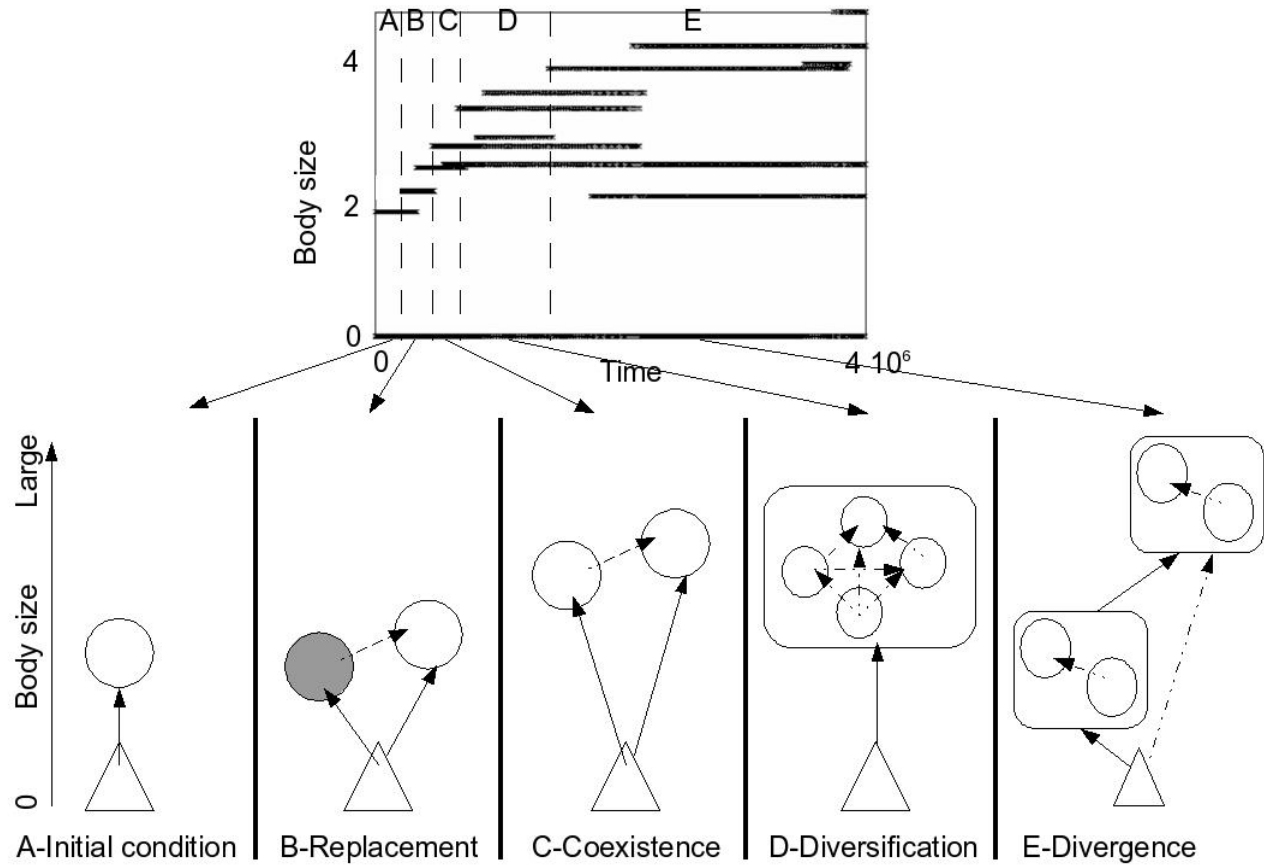 A B C D E
4
Body size
2
0
0 Time 4 10⁶
Large
Body size
0
A-Initial condition B-Replacement C-Coexistence D-Diversification E-Divergence